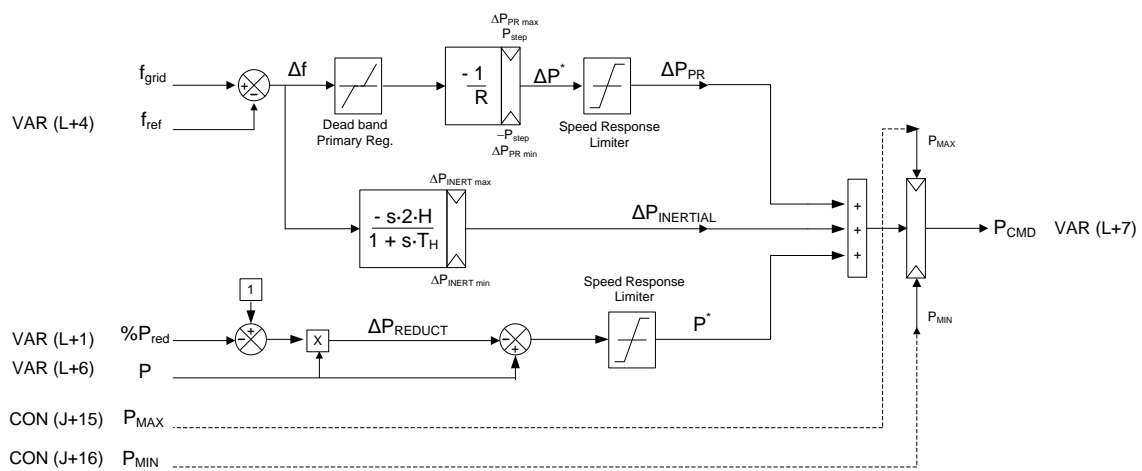 ΔP_PR max
P_step
f_grid
Δf
- 1
R
ΔP*
ΔP_PR
VAR (L+4)
f_ref
Dead band
Primary Reg.
–P_step
ΔP_PR min
Speed Response
Limiter
P_MAX
ΔP_INERT max
- s·2·H
1 + s·T_H
ΔP_INERTIAL
+
+
+
P_CMD
VAR (L+7)
ΔP_INERT min
Speed Response
Limiter
1
P_MIN
VAR (L+1)
%P_red
X
ΔP_REDUCT
P*
VAR (L+6)
P
CON (J+15)
P_MAX
CON (J+16)
P_MIN